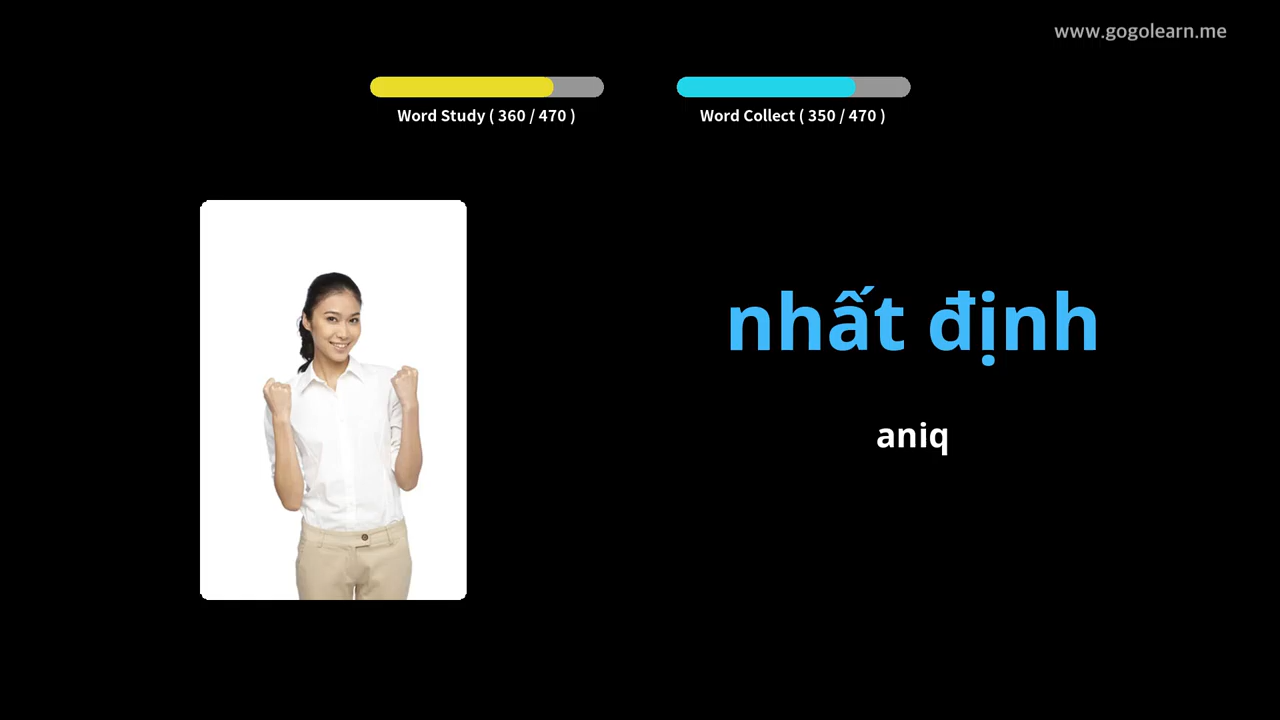 www.gogolearn.me
Word Study ( 360 / 470 )
Word Collect ( 350 / 470 )
nhất định
aniq